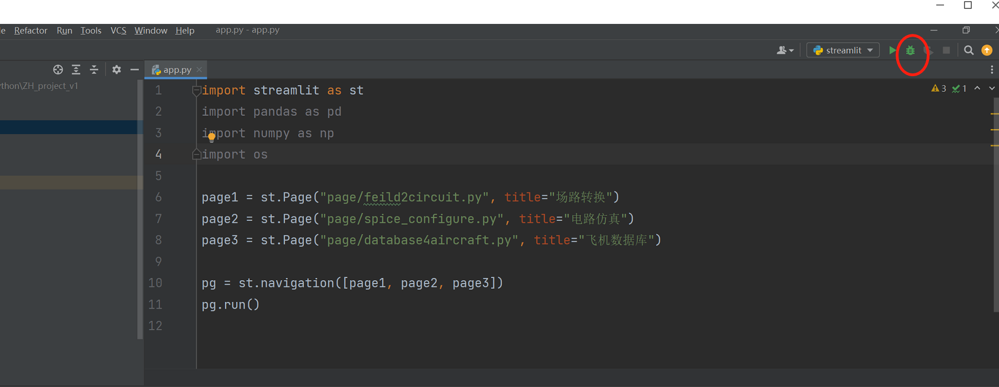 le Refactor Run Tools VCS Window Help app.py - app.py
streamlit
app.py
ython\ZH_project_v1
3 1
1 import streamlit as st
2 import pandas as pd
3 import numpy as np
4 import os
5
6 page1 = st.Page("page/feild2circuit.py", title="场路转换")
7 page2 = st.Page("page/spice_configure.py", title="电路仿真")
8 page3 = st.Page("page/database4aircraft.py", title="飞机数据库")
9
10 pg = st.navigation([page1, page2, page3])
11 pg.run()
12